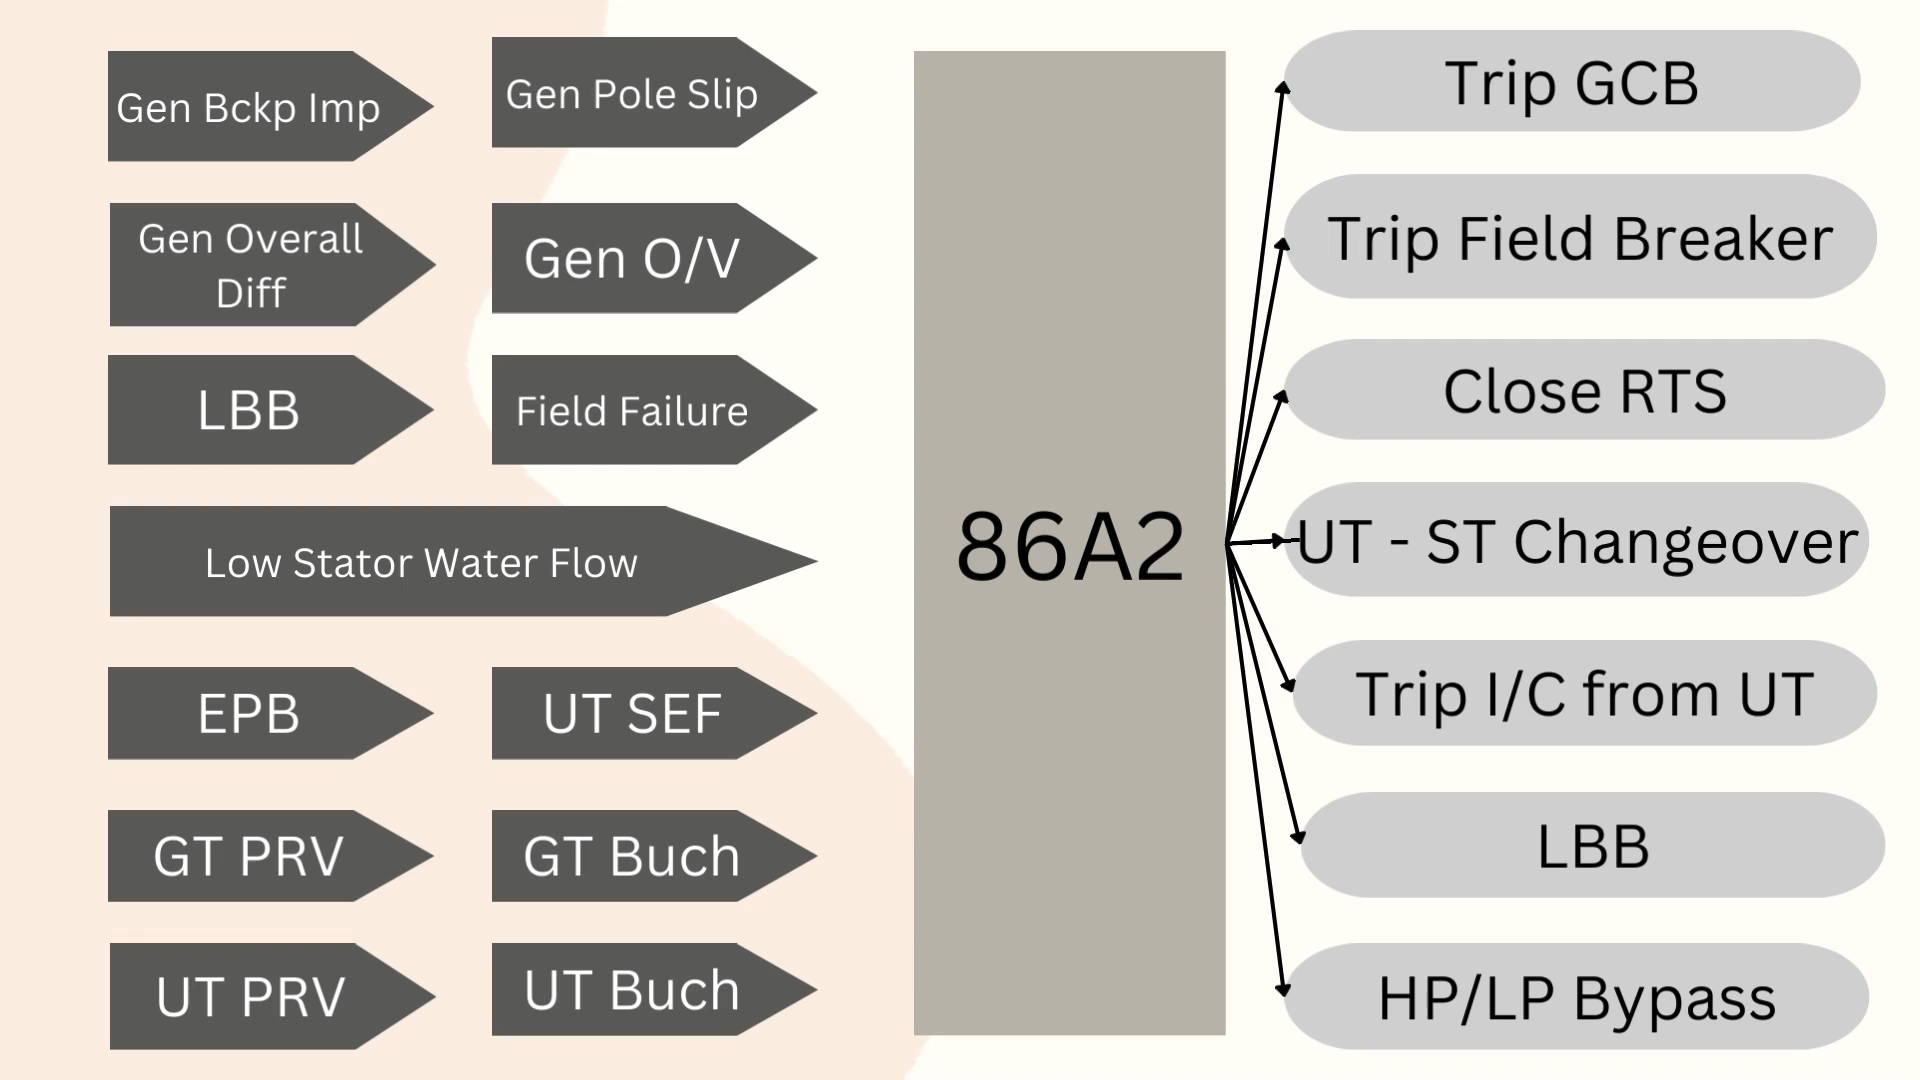 Gen Bckp Imp
Gen Pole Slip
Gen Overall
Diff
Gen O/V
LBB
Field Failure
Low Stator Water Flow
EPB
UT SEF
GT PRV
GT Buch
UT PRV
UT Buch
86A2
Trip GCB
Trip Field Breaker
Close RTS
UT - ST Changeover
Trip I/C from UT
LBB
HP/LP Bypass